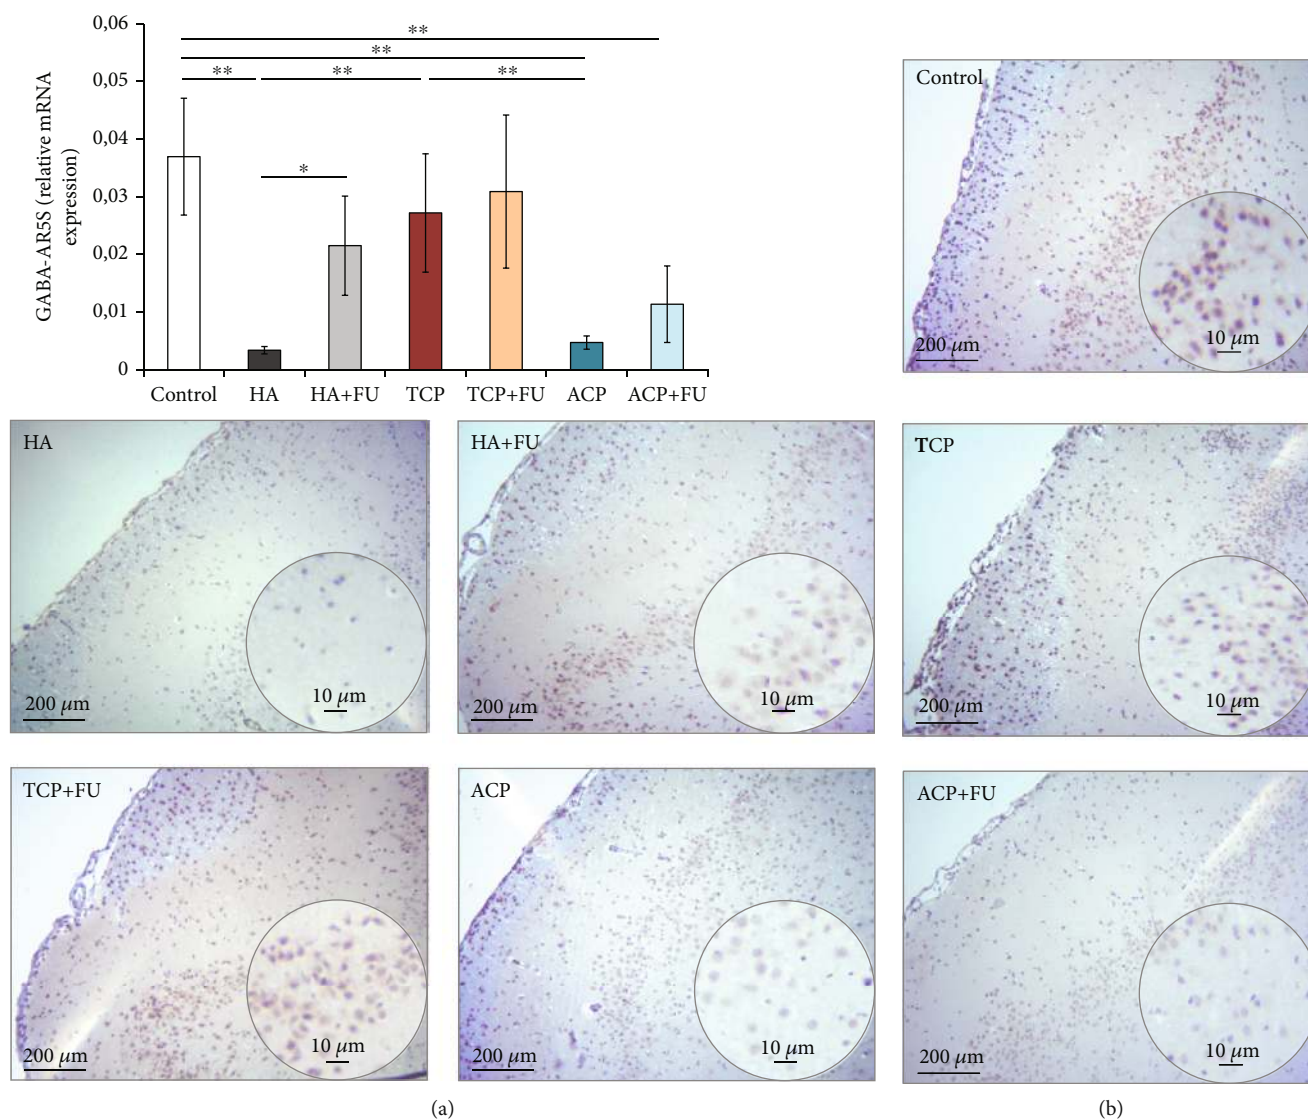 0,06
0,05
0,04
0,03
0,02
0,01
0
GABA-AR5S (relative mRNA
expression)
**
**
** ** **
*
Control HA HA+FU TCP TCP+FU ACP ACP+FU
Control
10 µm
200 µm
HA
10 µm
200 µm
HA+FU
10 µm
200 µm
TCP
10 µm
200 µm
TCP+FU
10 µm
200 µm
ACP
10 µm
200 µm
ACP+FU
10 µm
200 µm
(a)
(b)